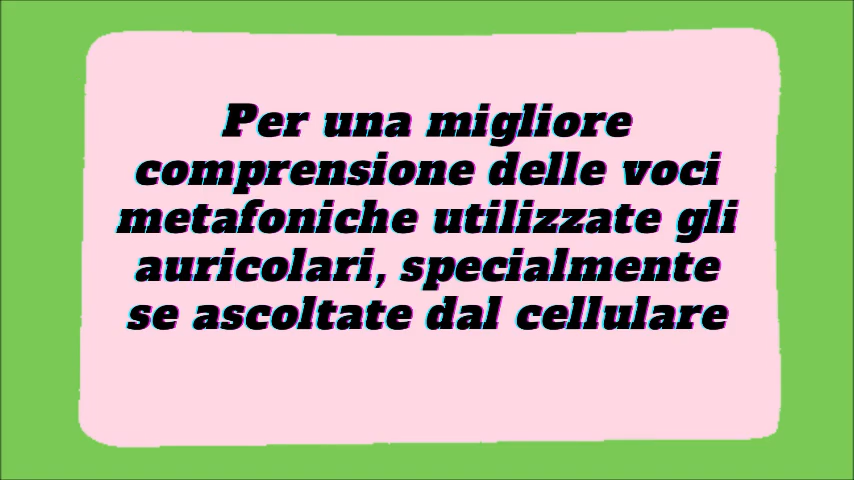 Per una migliore
comprensione delle voci
metafoniche utilizzate gli
auricolari, specialmente
se ascoltate dal cellulare